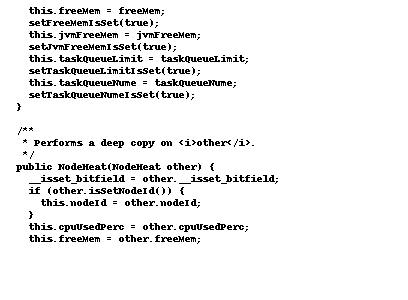 this.freeMem = freeMem;
setFreeMemIsSet(true);
this.jvmFreeMem = jvmFreeMem;
setJvmFreeMemIsSet(true);
this.taskQueueLimit = taskQueueLimit;
setTaskQueueLimitIsSet(true);
this.taskQueueNume = taskQueueNume;
setTaskQueueNumeIsSet(true);
}
/**
* Performs a deep copy on <i>other</i>.
*/
public NodeHeat(NodeHeat other) {
__isset_bitfield = other.__isset_bitfield;
if (other.isSetNodeId()) {
this.nodeId = other.nodeId;
}
this.cpuUsedPerc = other.cpuUsedPerc;
this.freeMem = other.freeMem;